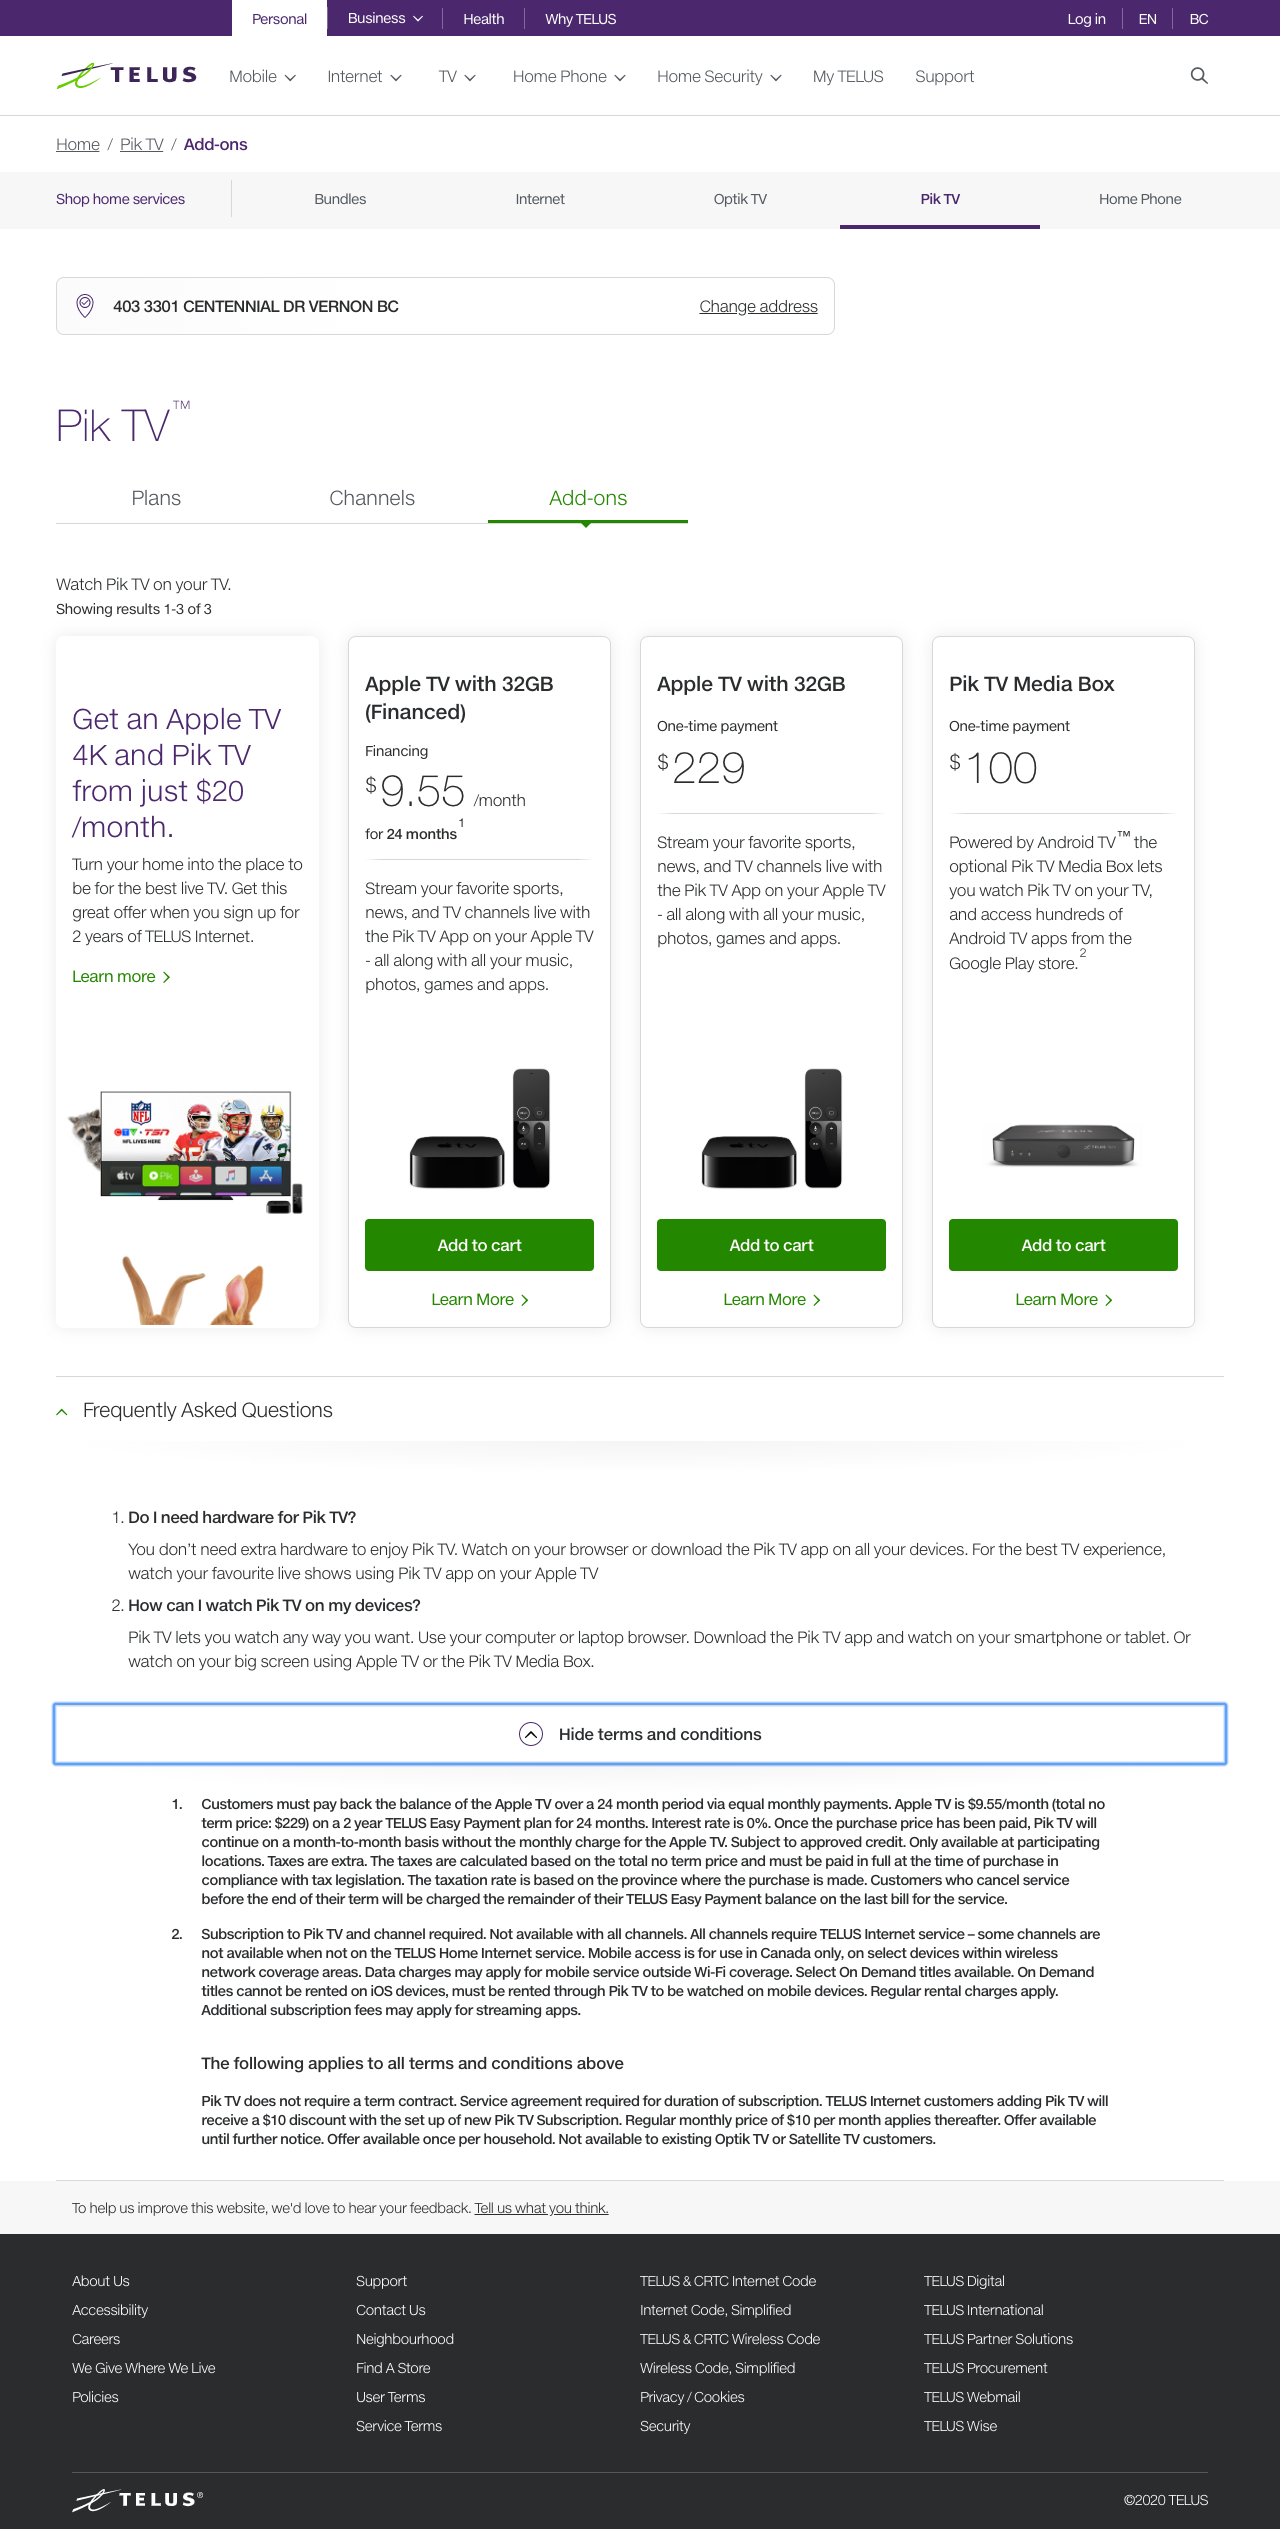 Personal
Business
Health
Why TELUS
Log in
EN
BC
TELUS
Mobile
Internet
TV
Home Phone
Home Security
My TELUS
Support
Home / Pik TV / Add-ons
Shop home services
Bundles
Internet
Optik TV
Pik TV
Home Phone
403 3301 CENTENNIAL DR VERNON BC
Change address
Pik TV™
Plans
Channels
Add-ons
Watch Pik TV on your TV.
Showing results 1-3 of 3
Get an Apple TV
4K and Pik TV
from just $20
/month.
Turn your home into the place to
be for the best live TV. Get this
great offer when you sign up for
2 years of TELUS Internet.
Learn more
NFL
CTV TSN
NFL LIVES HERE
tv
Pik
Apple TV with 32GB
(Financed)
Financing
$9.55 /month
for 24 months1
Stream your favorite sports,
news, and TV channels live with
the Pik TV App on your Apple TV
- all along with all your music,
photos, games and apps.
tv
MENU
Add to cart
Learn More
Apple TV with 32GB
One-time payment
$229
Stream your favorite sports,
news, and TV channels live with
the Pik TV App on your Apple TV
- all along with all your music,
photos, games and apps.
tv
MENU
Add to cart
Learn More
Pik TV Media Box
One-time payment
$100
Powered by Android TV™ the
optional Pik TV Media Box lets
you watch Pik TV on your TV,
and access hundreds of
Android TV apps from the
Google Play store.2
TELUS
TELUS
Add to cart
Learn More
Frequently Asked Questions
1. Do I need hardware for Pik TV?
You don't need extra hardware to enjoy Pik TV. Watch on your browser or download the Pik TV app on all your devices. For the best TV experience,
watch your favourite live shows using Pik TV app on your Apple TV
2. How can I watch Pik TV on my devices?
Pik TV lets you watch any way you want. Use your computer or laptop browser. Download the Pik TV app and watch on your smartphone or tablet. Or
watch on your big screen using Apple TV or the Pik TV Media Box.
Hide terms and conditions
1. Customers must pay back the balance of the Apple TV over a 24 month period via equal monthly payments. Apple TV is $9.55/month (total no
term price: $229) on a 2 year TELUS Easy Payment plan for 24 months. Interest rate is 0%. Once the purchase price has been paid, Pik TV will
continue on a month-to-month basis without the monthly charge for the Apple TV. Subject to approved credit. Only available at participating
locations. Taxes are extra. The taxes are calculated based on the total no term price and must be paid in full at the time of purchase in
compliance with tax legislation. The taxation rate is based on the province where the purchase is made. Customers who cancel service
before the end of their term will be charged the remainder of their TELUS Easy Payment balance on the last bill for the service.
2. Subscription to Pik TV and channel required. Not available with all channels. All channels require TELUS Internet service – some channels are
not available when not on the TELUS Home Internet service. Mobile access is for use in Canada only, on select devices within wireless
network coverage areas. Data charges may apply for mobile service outside Wi-Fi coverage. Select On Demand titles available. On Demand
titles cannot be rented on iOS devices, must be rented through Pik TV to be watched on mobile devices. Regular rental charges apply.
Additional subscription fees may apply for streaming apps.
The following applies to all terms and conditions above
Pik TV does not require a term contract. Service agreement required for duration of subscription. TELUS Internet customers adding Pik TV will
receive a $10 discount with the set up of new Pik TV Subscription. Regular monthly price of $10 per month applies thereafter. Offer available
until further notice. Offer available once per household. Not available to existing Optik TV or Satellite TV customers.
To help us improve this website, we'd love to hear your feedback. Tell us what you think.
About Us
Accessibility
Careers
We Give Where We Live
Policies
Support
Contact Us
Neighbourhood
Find A Store
User Terms
Service Terms
TELUS & CRTC Internet Code
Internet Code, Simplified
TELUS & CRTC Wireless Code
Wireless Code, Simplified
Privacy / Cookies
Security
TELUS Digital
TELUS International
TELUS Partner Solutions
TELUS Procurement
TELUS Webmail
TELUS Wise
TELUS®
©2020 TELUS